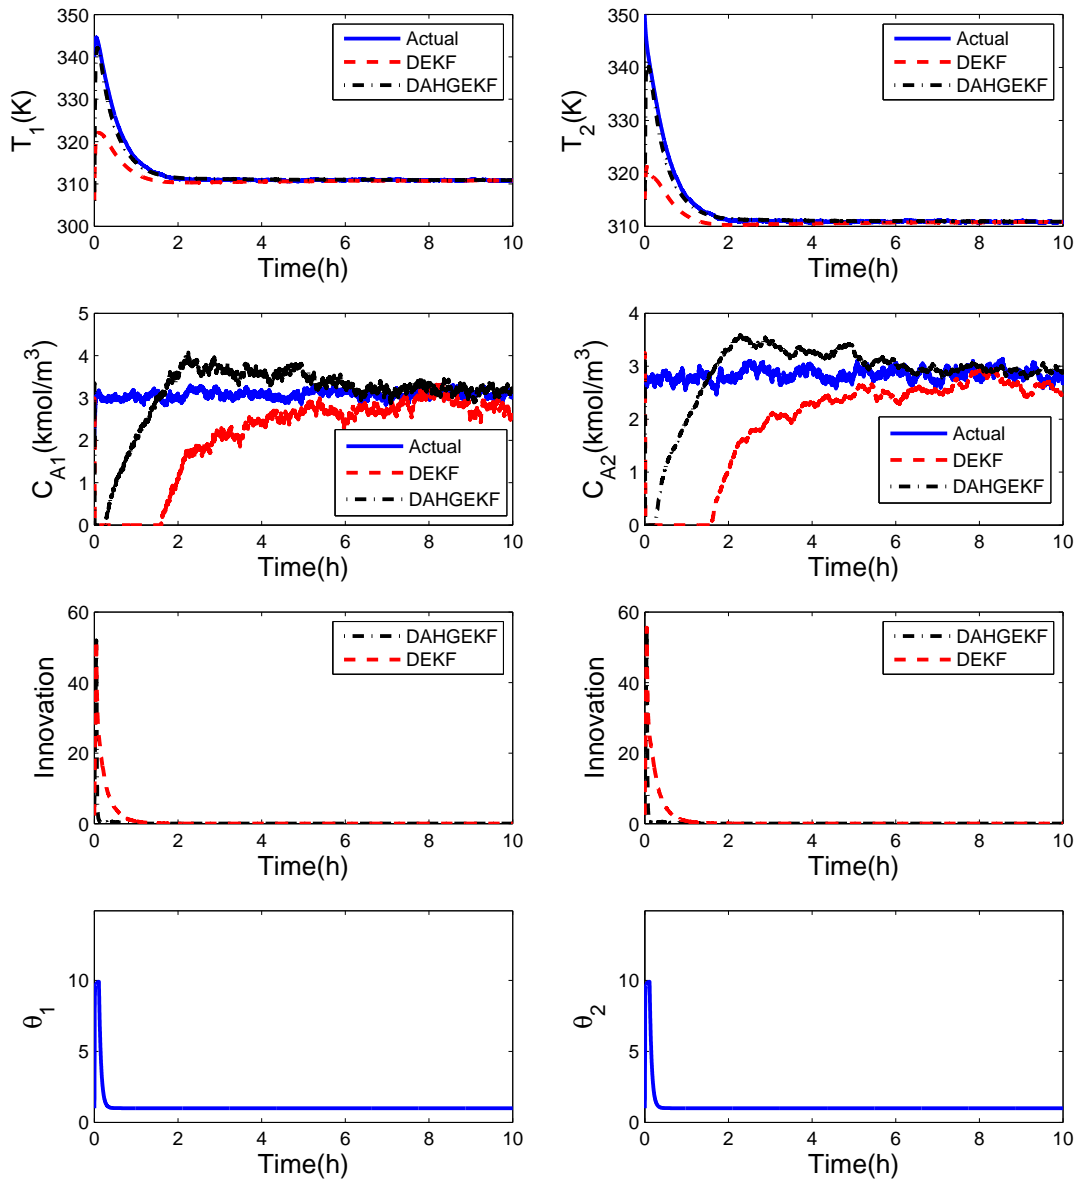 350
340
330
320
310
300
T1(K)
0 2 4 6 8 10
Time(h)
Actual
DEKF
DAHGEKF
350
340
330
320
310
T2(K)
0 2 4 6 8 10
Time(h)
Actual
DEKF
DAHGEKF
5
4
3
2
1
0
CA1(kmol/m3)
0 2 4 6 8 10
Time(h)
Actual
DEKF
DAHGEKF
4
3
2
1
0
CA2(kmol/m3)
0 2 4 6 8 10
Time(h)
Actual
DEKF
DAHGEKF
60
40
20
0
Innovation
0 2 4 6 8 10
Time(h)
DAHGEKF
DEKF
60
40
20
0
Innovation
0 2 4 6 8 10
Time(h)
DAHGEKF
DEKF
10
5
0
θ1
0 2 4 6 8 10
Time(h)
10
5
0
θ2
0 2 4 6 8 10
Time(h)